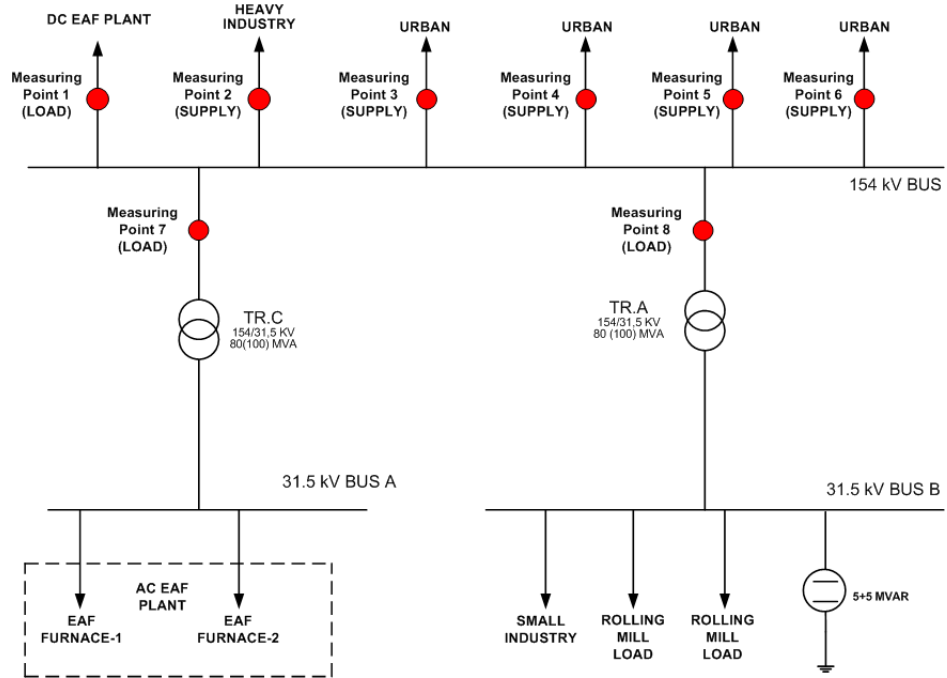 DC EAF PLANT
HEAVY
INDUSTRY
URBAN
URBAN
URBAN
URBAN
Measuring
Point 1
(LOAD)
Measuring
Point 2
(SUPPLY)
Measuring
Point 3
(SUPPLY)
Measuring
Point 4
(SUPPLY)
Measuring
Point 5
(SUPPLY)
Measuring
Point 6
(SUPPLY)
154 kV BUS
Measuring
Point 7
(LOAD)
Measuring
Point 8
(LOAD)
TR.C
154/31,5 KV
80(100) MVA
TR.A
154/31,5 KV
80 (100) MVA
31.5 kV BUS A
31.5 kV BUS B
AC EAF
PLANT
EAF
FURNACE-1
EAF
FURNACE-2
SMALL
INDUSTRY
ROLLING
MILL
LOAD
ROLLING
MILL
LOAD
5+5 MVAR